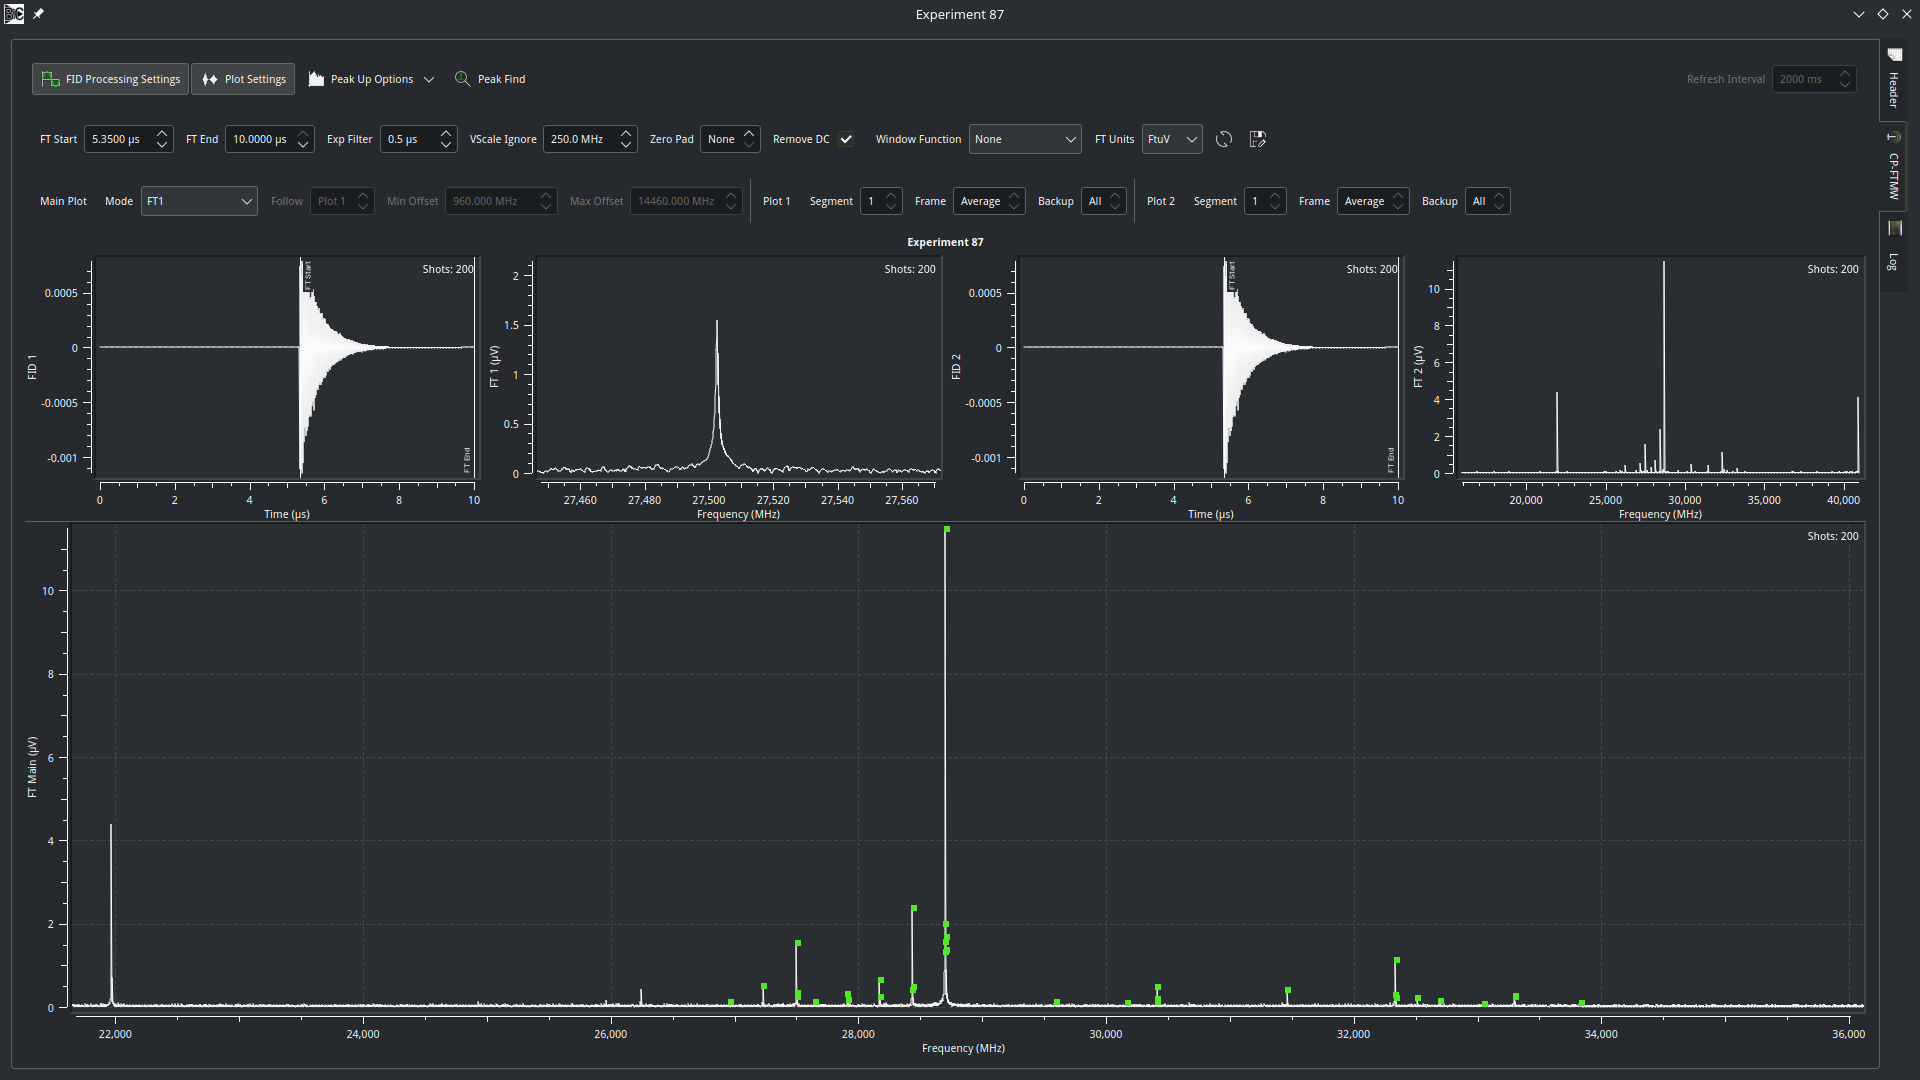 Experiment 87
FID Processing Settings Plot Settings Peak Up Options Peak Find Refresh Interval 2000 ms
FT Start 5.3500 µs FT End 10.0000 µs Exp Filter 0.5 µs VScale Ignore 250.0 MHz Zero Pad None Remove DC Window Function None FT Units FtuV
Main Plot Mode FT1 Follow Plot 1 Min Offset 960.000 MHz Max Offset 14460.000 MHz Plot 1 Segment 1 Frame Average Backup All Plot 2 Segment 1 Frame Average Backup All
Header
CP-FTMW
Log
Experiment 87
FID 1
0.0005
0
-0.0005
-0.001
Shots: 200
FT Start
FT End
0 2 4 6 8 10
Time (µs)
FT 1 (µV)
2
1.5
1
0.5
0
Shots: 200
27,460 27,480 27,500 27,520 27,540 27,560
Frequency (MHz)
FID 2
0.0005
0
-0.0005
-0.001
Shots: 200
FT Start
FT End
0 2 4 6 8 10
Time (µs)
FT 2 (µV)
10
8
6
4
2
0
Shots: 200
20,000 25,000 30,000 35,000 40,000
Frequency (MHz)
FT Main (µV)
10
8
6
4
2
0
Shots: 200
22,000 24,000 26,000 28,000 30,000 32,000 34,000 36,000
Frequency (MHz)